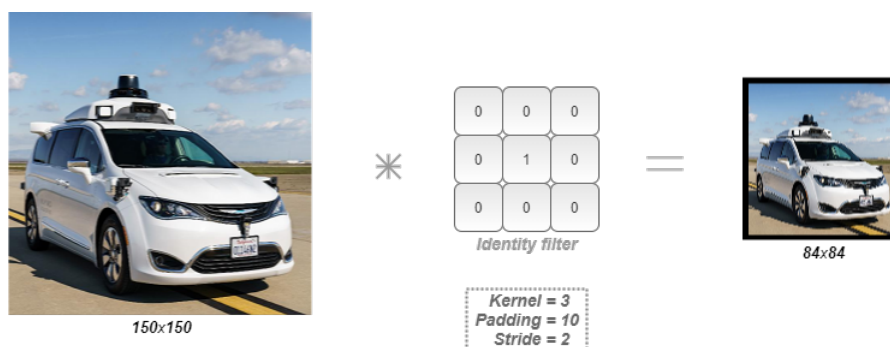 150x150
0 0 0
0 1 0
0 0 0
Identity filter
Kernel = 3
Padding = 10
Stride = 2
84x84